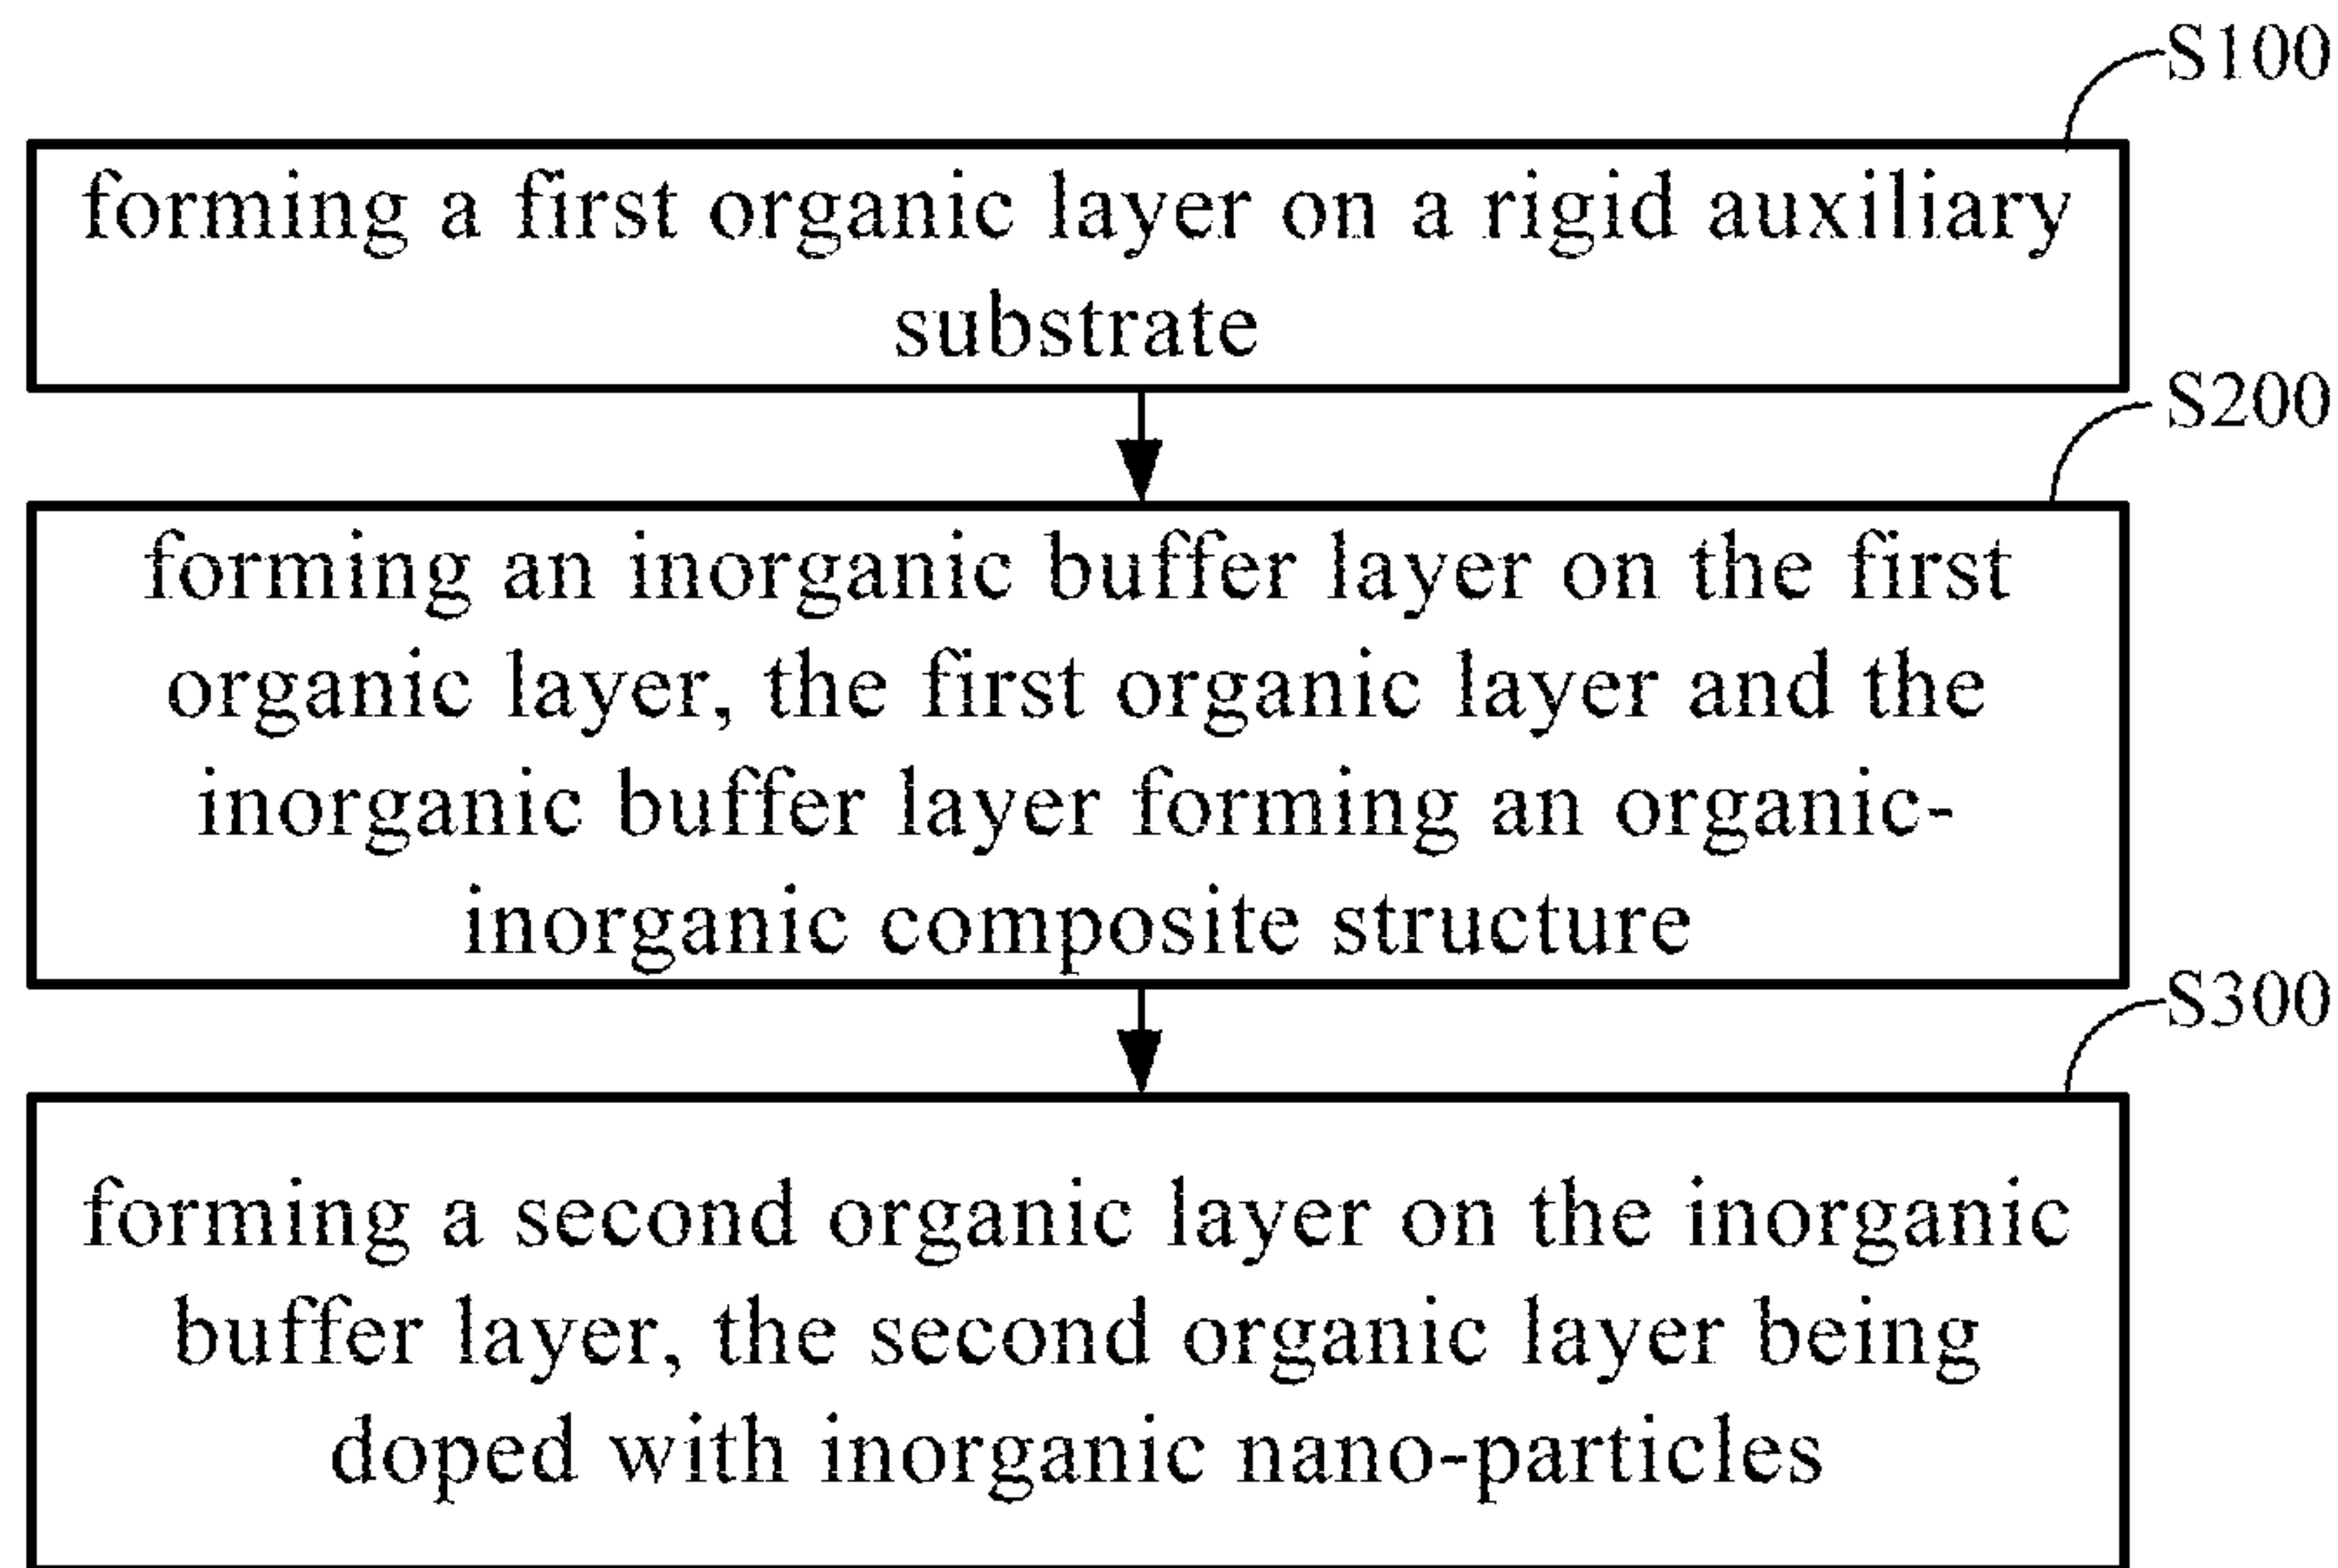 S100
forming a first organic layer on a rigid auxiliary
substrate
S200
forming an inorganic buffer layer on the first
organic layer, the first organic layer and the
inorganic buffer layer forming an organic-
inorganic composite structure
S300
forming a second organic layer on the inorganic
buffer layer, the second organic layer being
doped with inorganic nano-particles